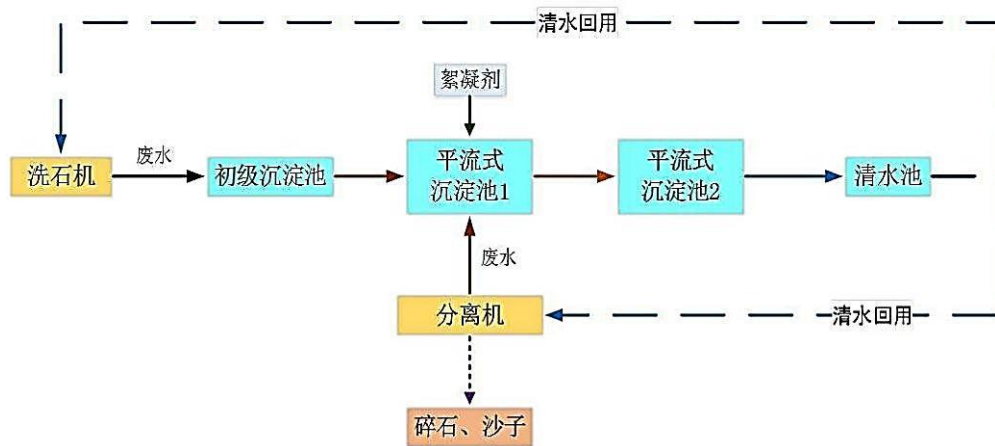 清水回用
絮凝剂
洗石机
废水
初级沉淀池
平流式
沉淀池1
平流式
沉淀池2
清水池
废水
分离机
清水回用
碎石、沙子